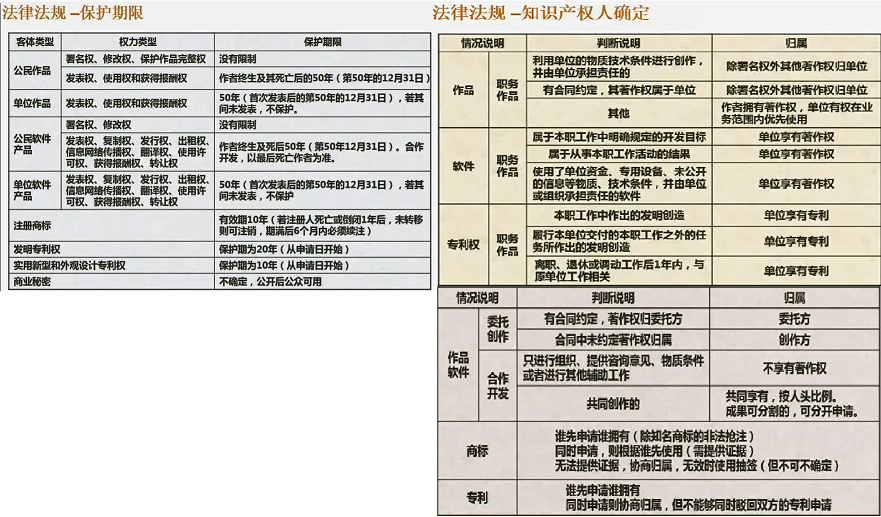 法律法规 –保护期限
客体类型 权力类型 保护期限
公民作品 署名权、修改权、保护作品完整权 没有限制
发表权、使用权和获得报酬权 作者终生及其死亡后的50年（第50年的12月31日）
单位作品 发表权、使用权和获得报酬权 50年（首次发表后的第50年的12月31日），若其
间未发表，不保护。
公民软件
产品
署名权、修改权 没有限制
发表权、复制权、发行权、出租权、
信息网络传播权、翻译权、使用许
可权、获得报酬权、转让权
作者终生及死后50年（第50年12月31日）。合作
开发，以最后死亡作者为准。
单位软件
产品
发表权、复制权、发行权、出租权、
信息网络传播权、翻译权、使用许
可权、获得报酬权、转让权
50年（首次发表后的第50年的12月31日），若其
间未发表，不保护
注册商标 有效期10年（若注册人死亡或倒闭1年后，未转移
则可注销，期满后6个月内必须续注）
发明专利权 保护期为20年（从申请日开始）
实用新型和外观设计专利权 保护期为10年（从申请日开始）
商业秘密 不确定，公开后公众可用
法律法规 –知识产权人确定
情况说明 判断说明 归属
作品
职务
作品
利用单位的物质技术条件进行创作，
并由单位承担责任的
除署名权外其他著作权归单位
有合同约定，其著作权属于单位 除署名权外其他著作权归单位
其他 作者拥有著作权，单位有权在业
务范围内优先使用
软件
职务
作品
属于本职工作中明确规定的开发目标 单位享有著作权
属于从事本职工作活动的结果 单位享有著作权
使用了单位资金、专用设备、未公开
的信息等物质、技术条件，并由单位
或组织承担责任的软件
单位享有著作权
专利权
职务
作品
本职工作中作出的发明创造 单位享有专利
履行本单位交付的本职工作之外的任
务所作出的发明创造
单位享有专利
离职、退休或调动工作后1年内，与
原单位工作相关
单位享有专利
情况说明 判断说明 归属
作品
软件
委托
创作
有合同约定，著作权归委托方 委托方
合同中未约定著作权归属 创作方
合作
开发
只进行组织、提供咨询意见、物质条件
或者进行其他辅助工作
不享有著作权
共同创作的 共同享有，按人头比例。
成果可分割的，可分开申请。
商标
谁先申请谁拥有（除知名商标的非法抢注）
同时申请，则根据谁先使用（需提供证据）
无法提供证据，协商归属，无效时使用抽签（但不可不确定）
专利
谁先申请谁拥有
同时申请则协商归属，但不能够同时驳回双方的专利申请